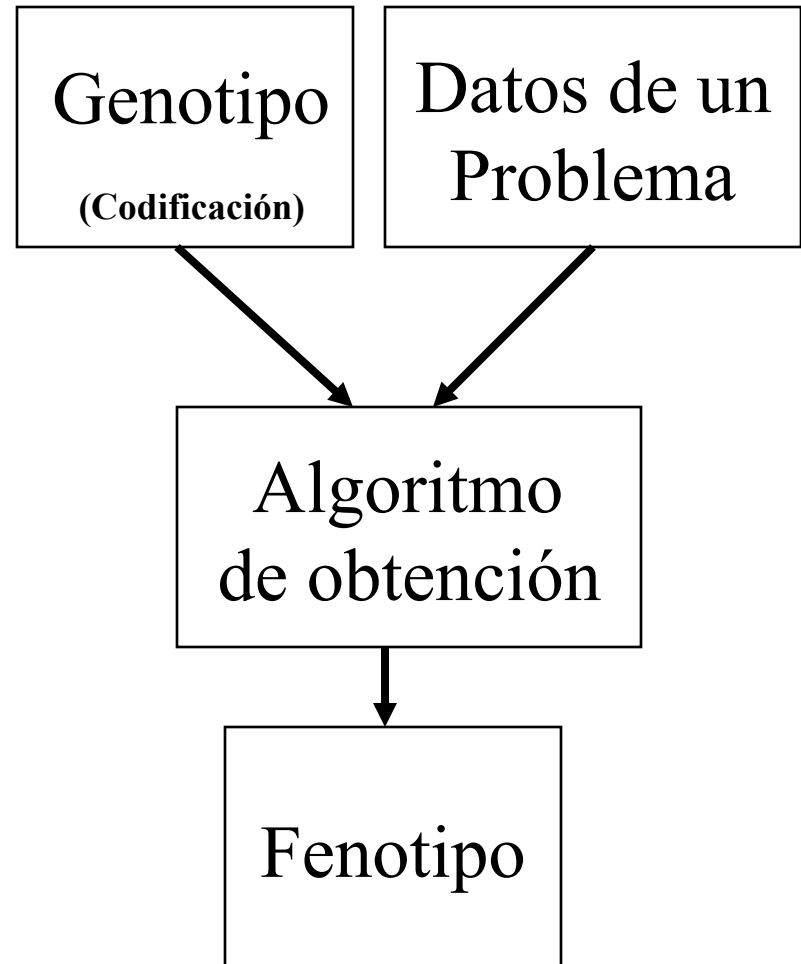 Genotipo
(Codificación)
Datos de un
Problema
Algoritmo
de obtención
Fenotipo